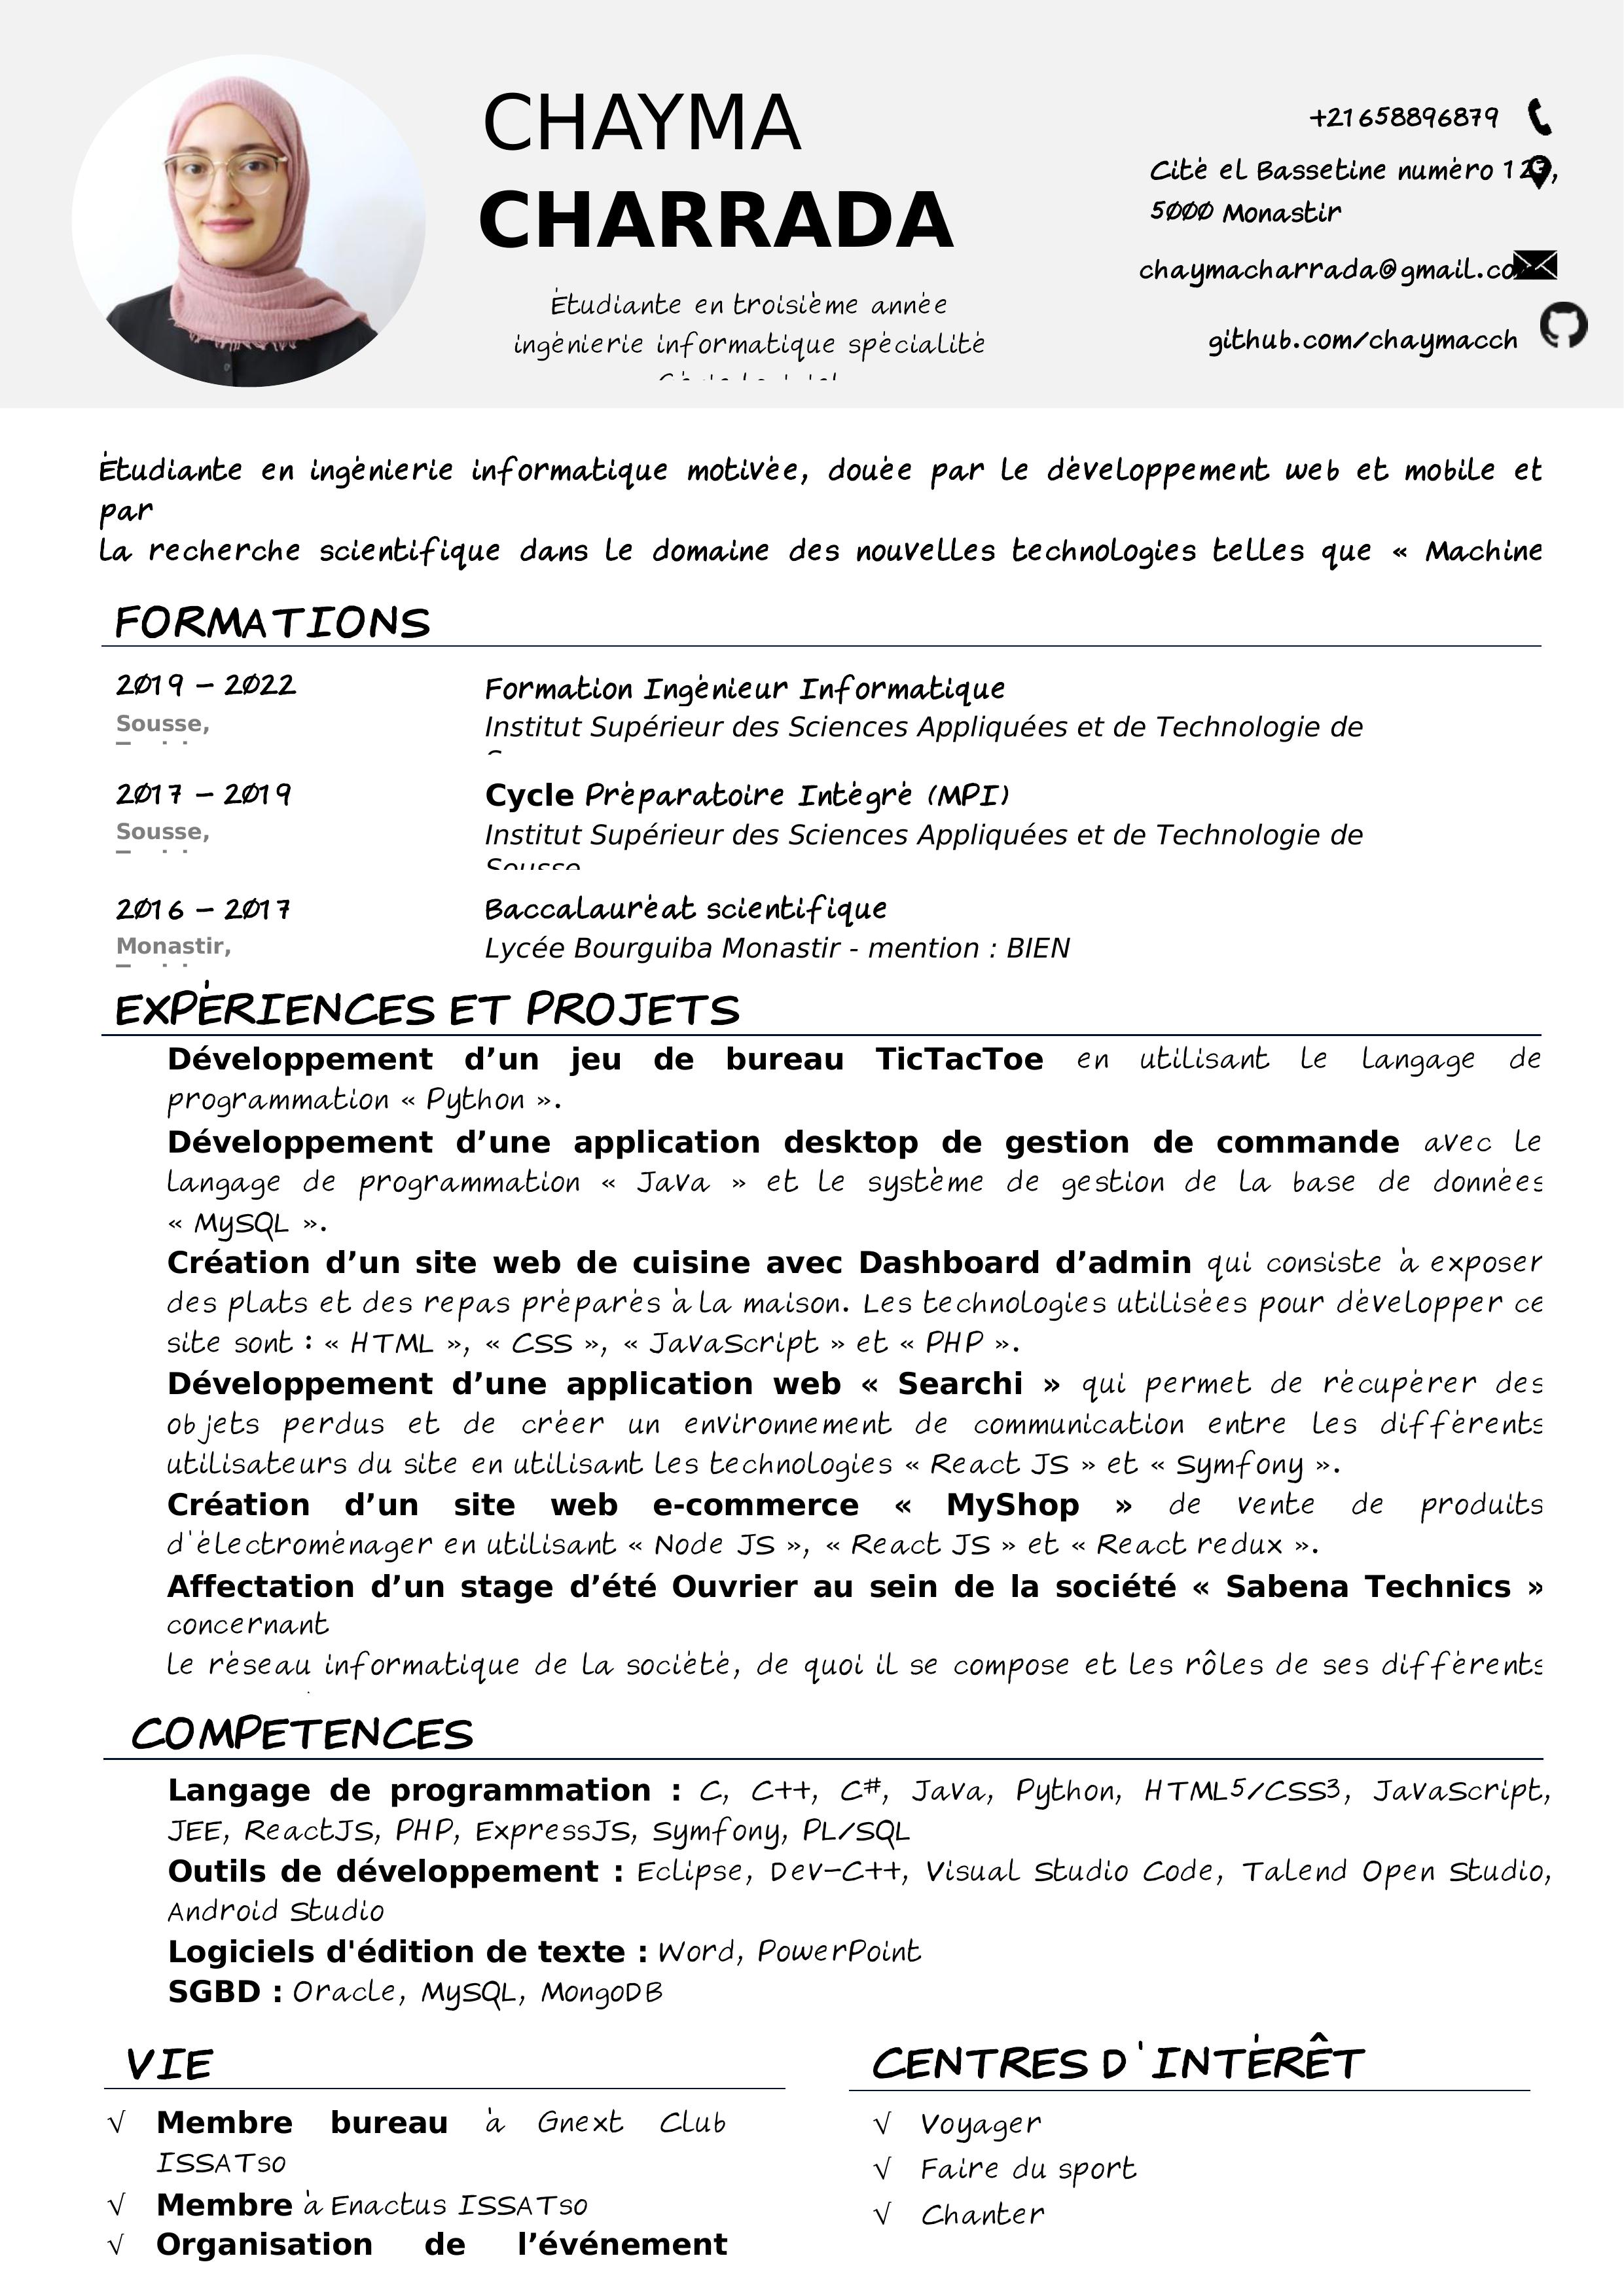 CHAYMA
CHARRADA
Étudiante en troisième année
ingénierie informatique spécialité
+21658896879
Cité el Bassetine numéro 123,
5000 Monastir
chaymacharrada@gmail.co
github.com/chaymacch
Étudiante en ingénierie informatique motivée, douée par le développement web et mobile et
par
la recherche scientifique dans le domaine des nouvelles technologies telles que « Machine
FORMATIONS
2019 – 2022
Formation Ingénieur Informatique
Sousse,
Institut Supérieur des Sciences Appliquées et de Technologie de
2017 – 2019
Cycle Préparatoire Intégré (MPI)
Sousse,
Institut Supérieur des Sciences Appliquées et de Technologie de
Sousse
2016 – 2017
Baccalauréat scientifique
Monastir,
Lycée Bourguiba Monastir - mention : BIEN
EXPÉRIENCES ET PROJETS
Développement d’un jeu de bureau TicTacToe en utilisant le langage de
programmation « Python ».
Développement d’une application desktop de gestion de commande avec le
langage de programmation « Java » et le système de gestion de la base de données
« MySQL ».
Création d’un site web de cuisine avec Dashboard d’admin qui consiste à exposer
des plats et des repas préparés à la maison. Les technologies utilisées pour développer ce
site sont : « HTML », « CSS », « JavaScript » et « PHP ».
Développement d’une application web « Searchi » qui permet de récupérer des
objets perdus et de créer un environnement de communication entre les différents
utilisateurs du site en utilisant les technologies « React JS » et « Symfony ».
Création d’un site web e-commerce « MyShop » de vente de produits
d'électroménager en utilisant « Node JS », « React JS » et « React redux ».
Affectation d’un stage d’été Ouvrier au sein de la société « Sabena Technics »
concernant
le réseau informatique de la société, de quoi il se compose et les rôles de ses différents
COMPETENCES
Langage de programmation : C, C++, C#, Java, Python, HTML5/CSS3, JavaScript,
JEE, ReactJS, PHP, ExpressJS, Symfony, PL/SQL
Outils de développement : Eclipse, Dev-C++, Visual Studio Code, Talend Open Studio,
Android Studio
Logiciels d'édition de texte : Word, PowerPoint
SGBD : Oracle, MySQL, MongoDB
VIE
√ Membre bureau à Gnext Club
ISSATso
√ Membre à Enactus ISSATso
√ Organisation de l’événement
CENTRES D'INTÉRÊT
√ Voyager
√ Faire du sport
√ Chanter